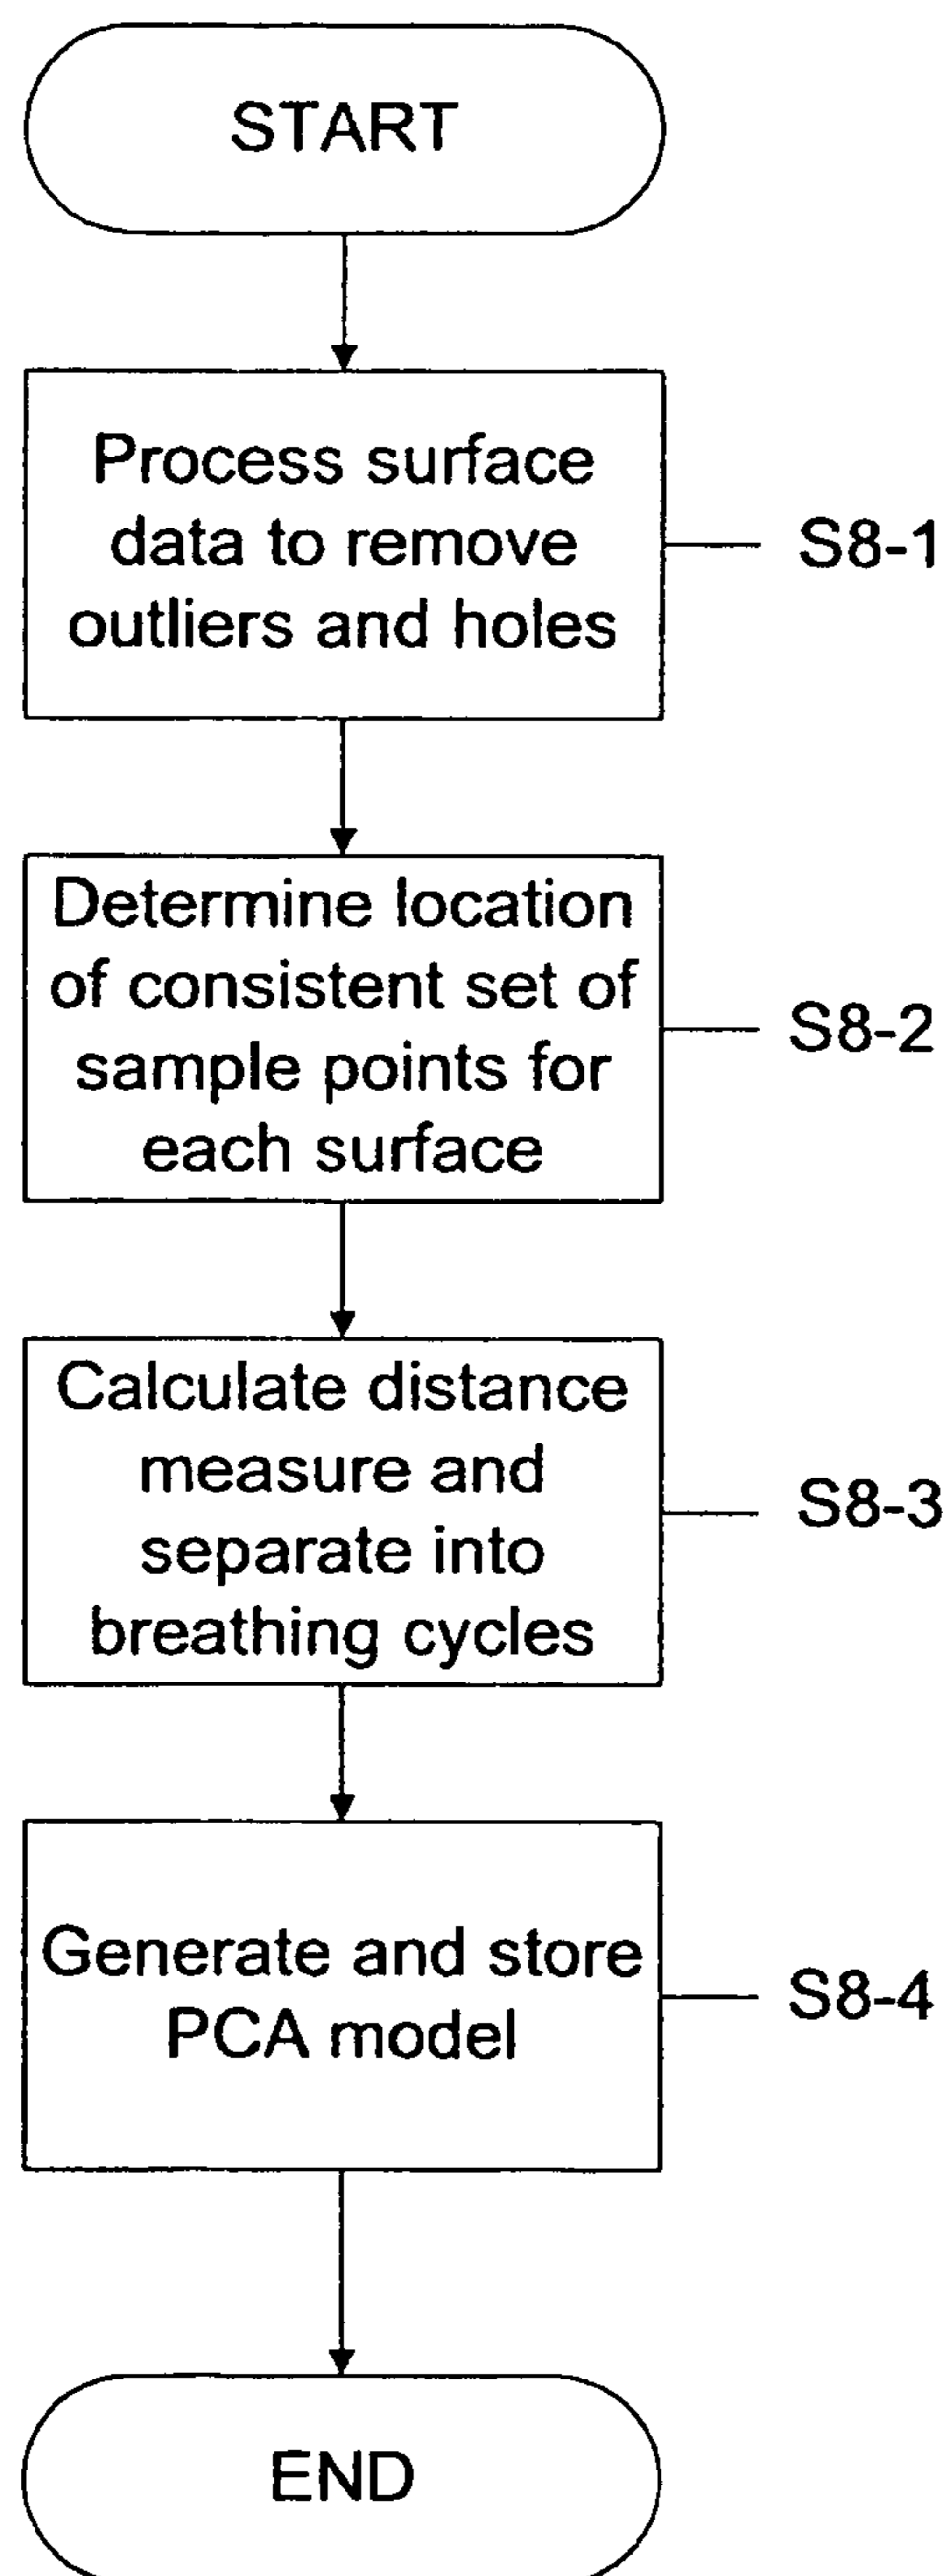 START
Process surface
data to remove
outliers and holes
S8-1
Determine location
of consistent set of
sample points for
each surface
S8-2
Calculate distance
measure and
separate into
breathing cycles
S8-3
Generate and store
PCA model
S8-4
END